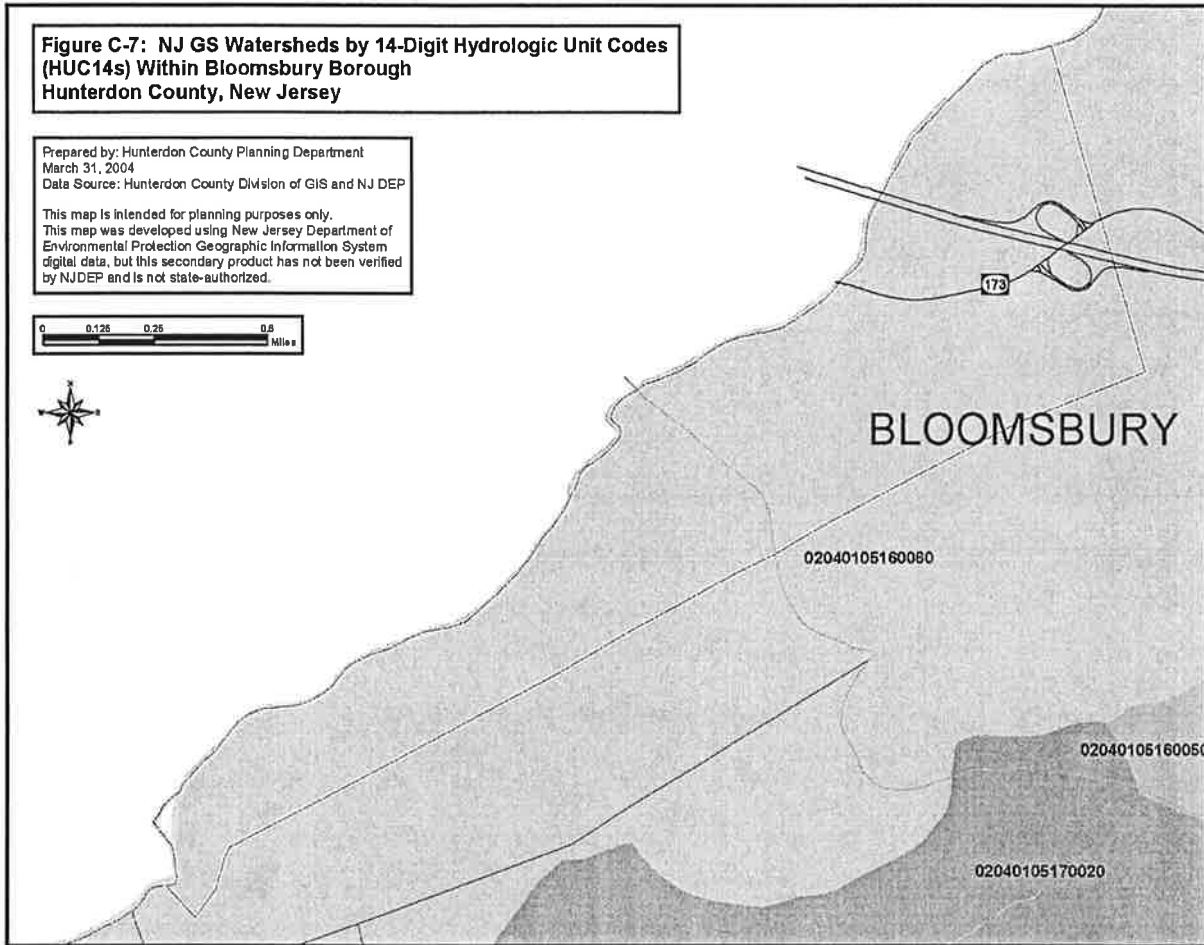 Figure C-7: NJ GS Watersheds by 14-Digit Hydrologic Unit Codes
(HUC14s) Within Bloomsbury Borough
Hunterdon County, New Jersey
Prepared by: Hunterdon County Planning Department
March 31, 2004
Data Source: Hunterdon County Division of GIS and NJ DEP
This map is intended for planning purposes only.
This map was developed using New Jersey Department of
Environmental Protection Geographic Information System
digital data, but this secondary product has not been verified
by NJDEP and is not state-authorized.
0 0.125 0.25 0.5
Miles
N
W E
S
173
BLOOMSBURY
02040105160060
02040105160050
02040105170020